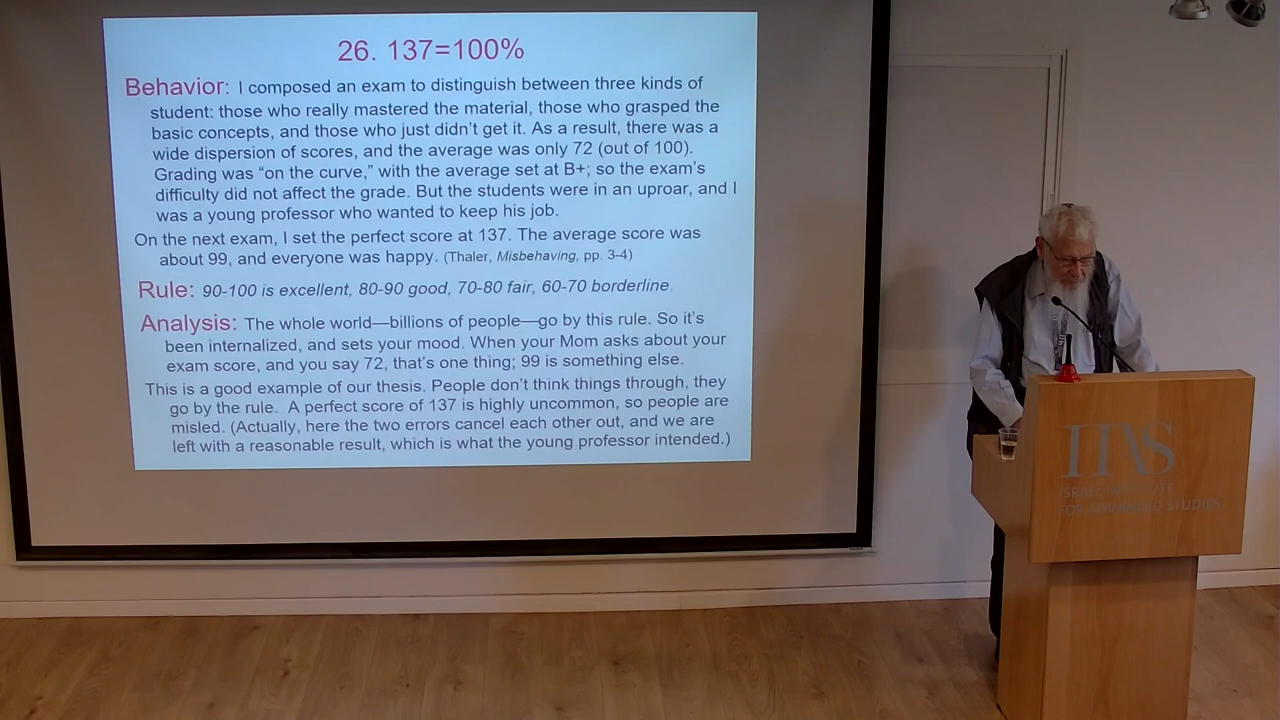 26. 137=100%
Behavior: I composed an exam to distinguish between three kinds of
student: those who really mastered the material, those who grasped the
basic concepts, and those who just didn't get it. As a result, there was a
wide dispersion of scores, and the average was only 72 (out of 100).
Grading was "on the curve," with the average set at B+; so the exam's
difficulty did not affect the grade. But the students were in an uproar, and I
was a young professor who wanted to keep his job.
On the next exam, I set the perfect score at 137. The average score was
about 99, and everyone was happy. (Thaler, Misbehaving, pp. 3-4)
Rule: 90-100 is excellent, 80-90 good, 70-80 fair, 60-70 borderline.
Analysis: The whole world—billions of people—go by this rule. So it's
been internalized, and sets your mood. When your Mom asks about your
exam score, and you say 72, that's one thing; 99 is something else.
This is a good example of our thesis. People don't think things through, they
go by the rule. A perfect score of 137 is highly uncommon, so people are
misled. (Actually, here the two errors cancel each other out, and we are
left with a reasonable result, which is what the young professor intended.)
IIAS
ISRAEL INSTITUTE
FOR ADVANCED STUDIES